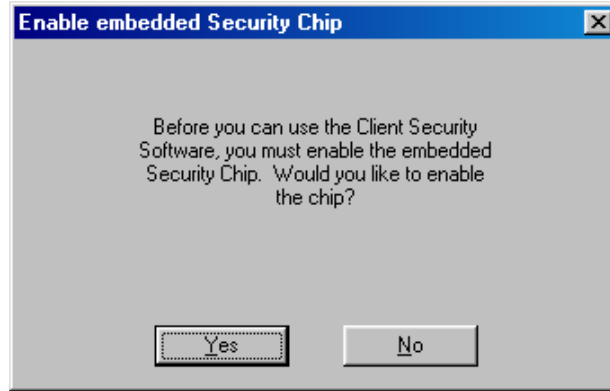 Enable embedded Security Chip
Before you can use the Client Security
Software, you must enable the embedded
Security Chip.  Would you like to enable
the chip?
Yes
No